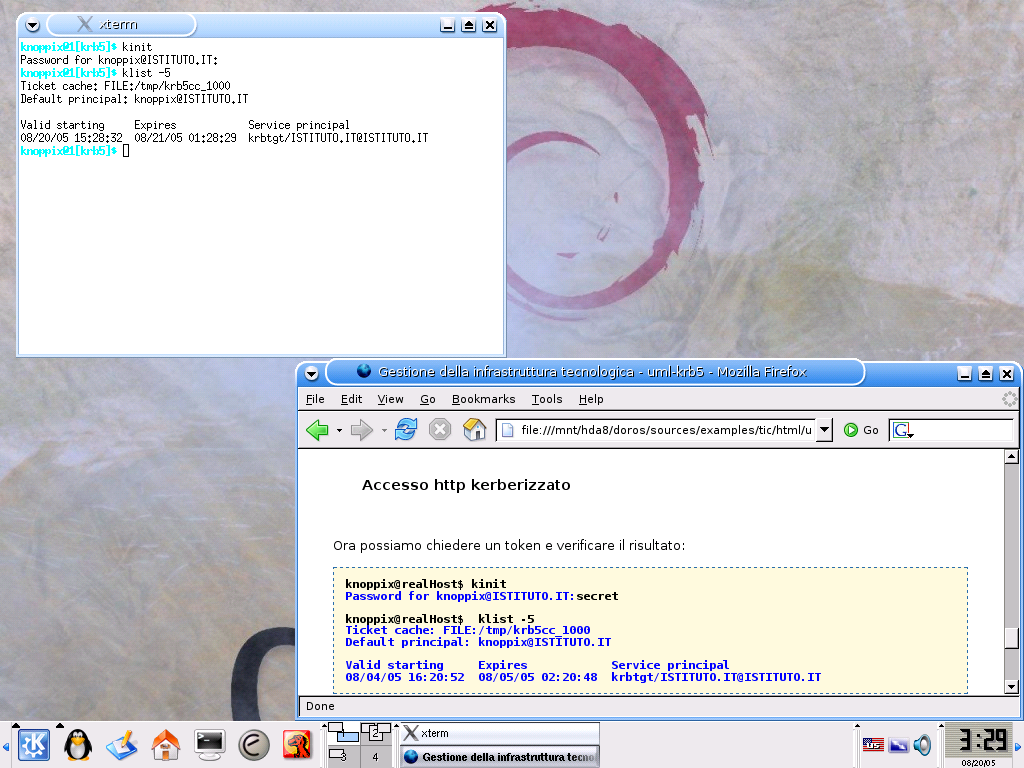 xterm
knoppix@1[krb5]$ kinit
Password for knoppix@ISTITUTO.IT:
knoppix@1[krb5]$ klist -5
Ticket cache: FILE:/tmp/krb5cc_1000
Default principal: knoppix@ISTITUTO.IT
Valid starting Expires Service principal
08/20/05 15:28:32 08/21/05 01:28:29 krbtgt/ISTITUTO.IT@ISTITUTO.IT
knoppix@1[krb5]$
Gestione della infrastruttura tecnologica - uml-krb5 - Mozilla Firefox
File Edit View Go Bookmarks Tools Help
file:///mnt/hda8/doros/sources/examples/tic/html/u Go G
Accesso http kerberizzato
Ora possiamo chiedere un token e verificare il risultato:
knoppix@realHost$ kinit
Password for knoppix@ISTITUTO.IT:secret
knoppix@realHost$ klist -5
Ticket cache: FILE:/tmp/krb5cc_1000
Default principal: knoppix@ISTITUTO.IT
Valid starting Expires Service principal
08/04/05 16:20:52 08/05/05 02:20:48 krbtgt/ISTITUTO.IT@ISTITUTO.IT
Done
K
2
3 4
xterm
Gestione della infrastruttura tecno
US
3:29
08/20/05